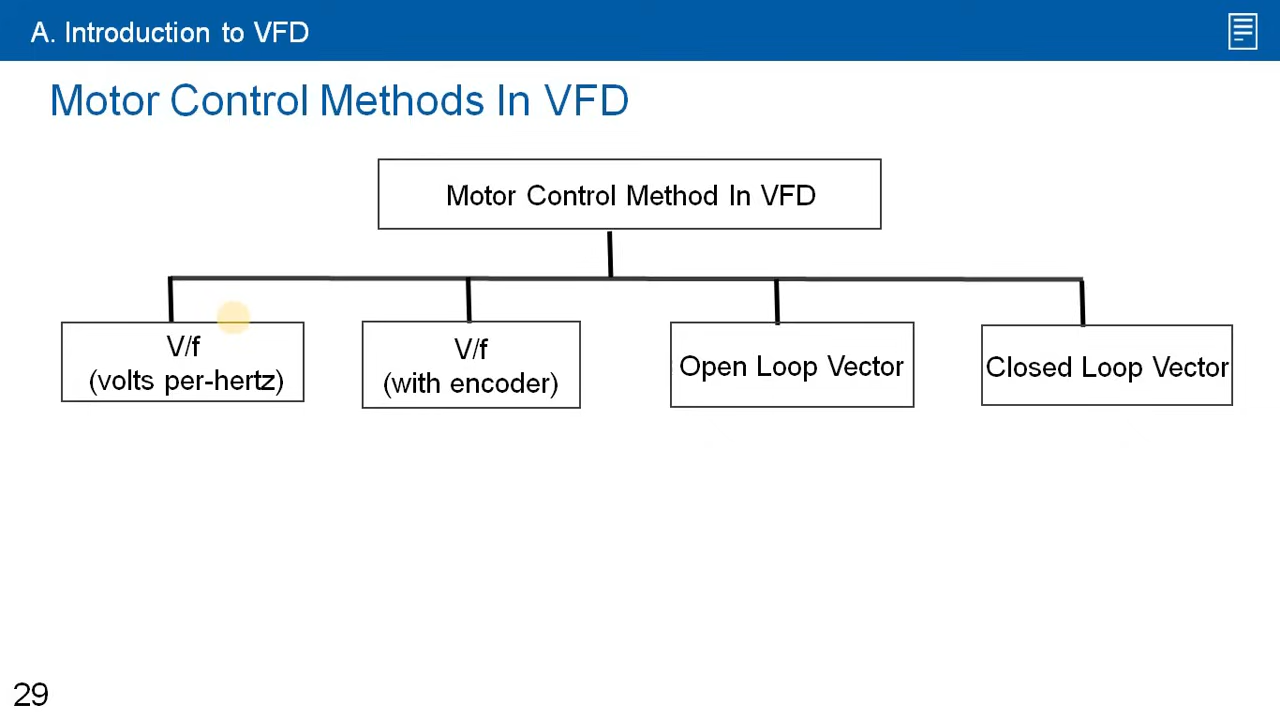 A. Introduction to VFD
Motor Control Methods In VFD
Motor Control Method In VFD
V/f
(volts per-hertz)
V/f
(with encoder)
Open Loop Vector
Closed Loop Vector
29